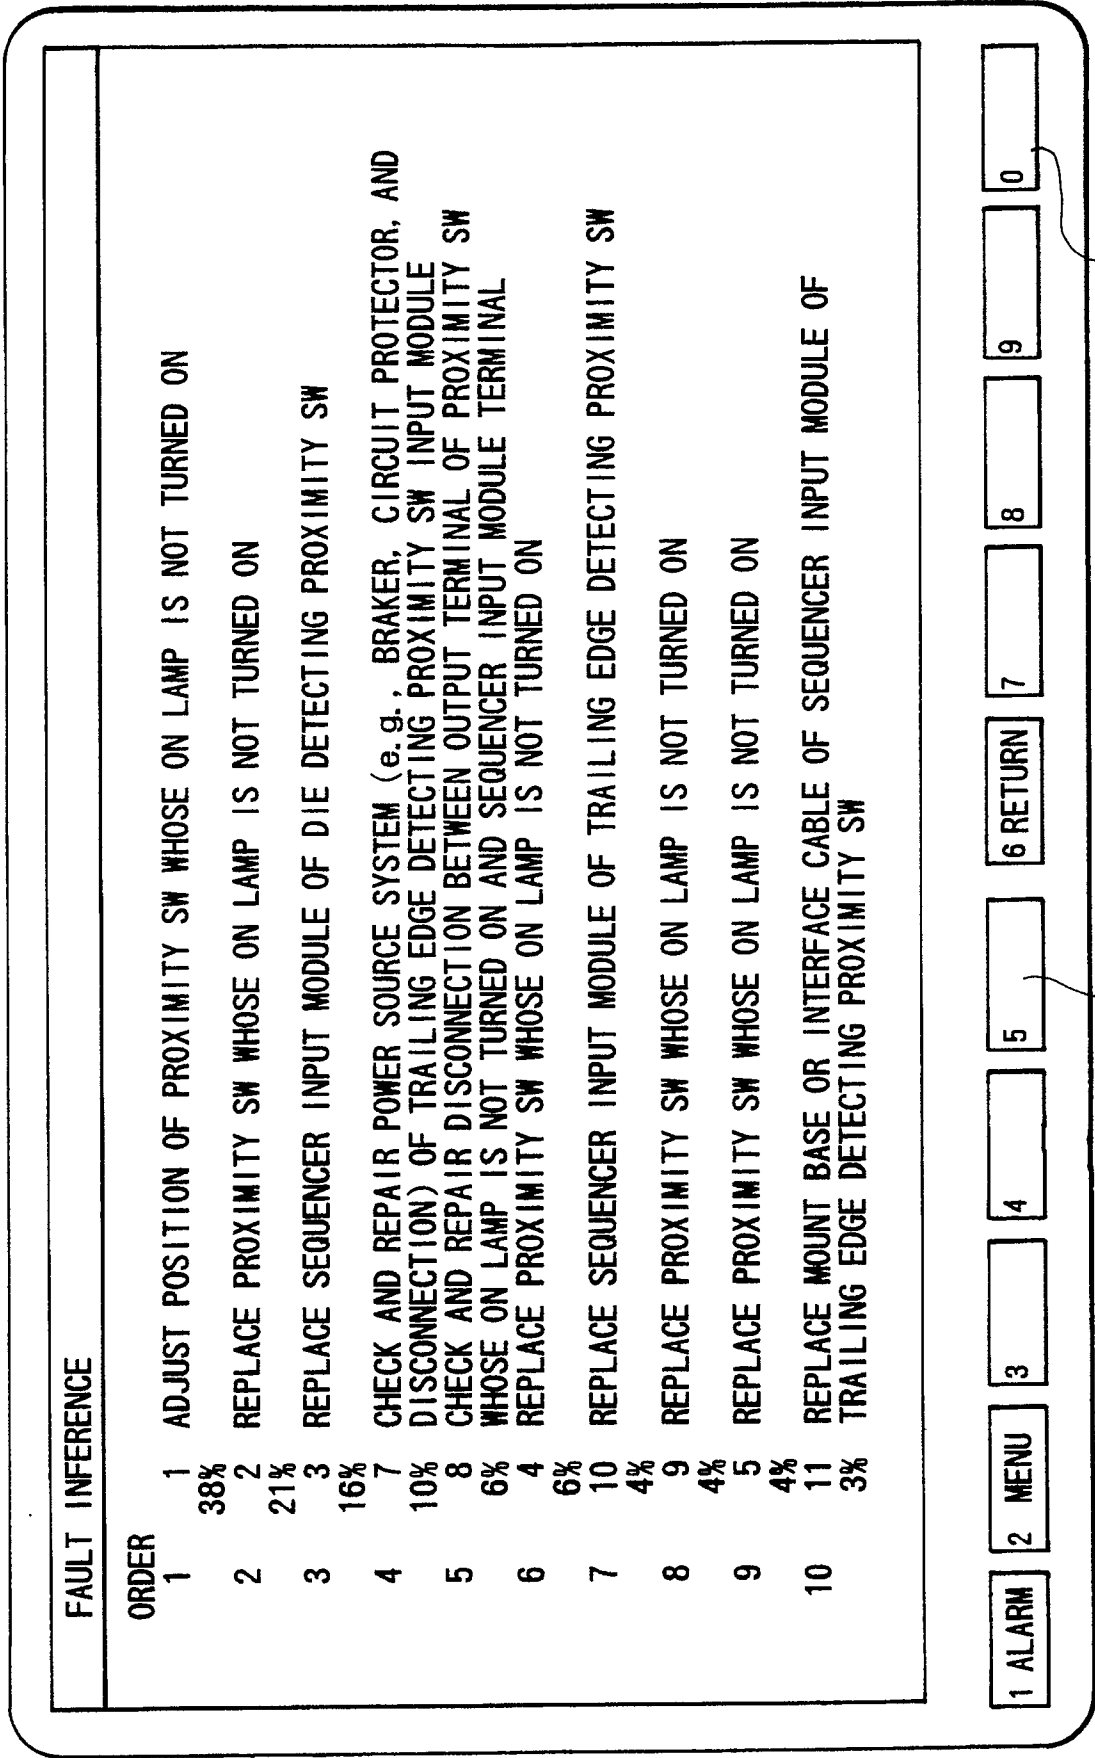 FAULT INFERENCE
ORDER
1 1 ADJUST POSITION OF PROXIMITY SW WHOSE ON LAMP IS NOT TURNED ON
38%
2 2 REPLACE PROXIMITY SW WHOSE ON LAMP IS NOT TURNED ON
21%
3 3 REPLACE SEQUENCER INPUT MODULE OF DIE DETECTING PROXIMITY SW
16%
4 7 CHECK AND REPAIR POWER SOURCE SYSTEM (e.g., BRAKER, CIRCUIT PROTECTOR, AND
10% DISCONNECTION) OF TRAILING EDGE DETECTING PROXIMITY SW INPUT MODULE
5 8 CHECK AND REPAIR DISCONNECTION BETWEEN OUTPUT TERMINAL OF PROXIMITY SW
6% WHOSE ON LAMP IS NOT TURNED ON AND SEQUENCER INPUT MODULE TERMINAL
6 4 REPLACE PROXIMITY SW WHOSE ON LAMP IS NOT TURNED ON
6%
7 10 REPLACE SEQUENCER INPUT MODULE OF TRAILING EDGE DETECTING PROXIMITY SW
4%
8 9 REPLACE PROXIMITY SW WHOSE ON LAMP IS NOT TURNED ON
4%
9 5 REPLACE PROXIMITY SW WHOSE ON LAMP IS NOT TURNED ON
4%
10 11 REPLACE MOUNT BASE OR INTERFACE CABLE OF SEQUENCER INPUT MODULE OF
3% TRAILING EDGE DETECTING PROXIMITY SW
1 ALARM 2 MENU 3 4 5 6 RETURN 7 8 9 0